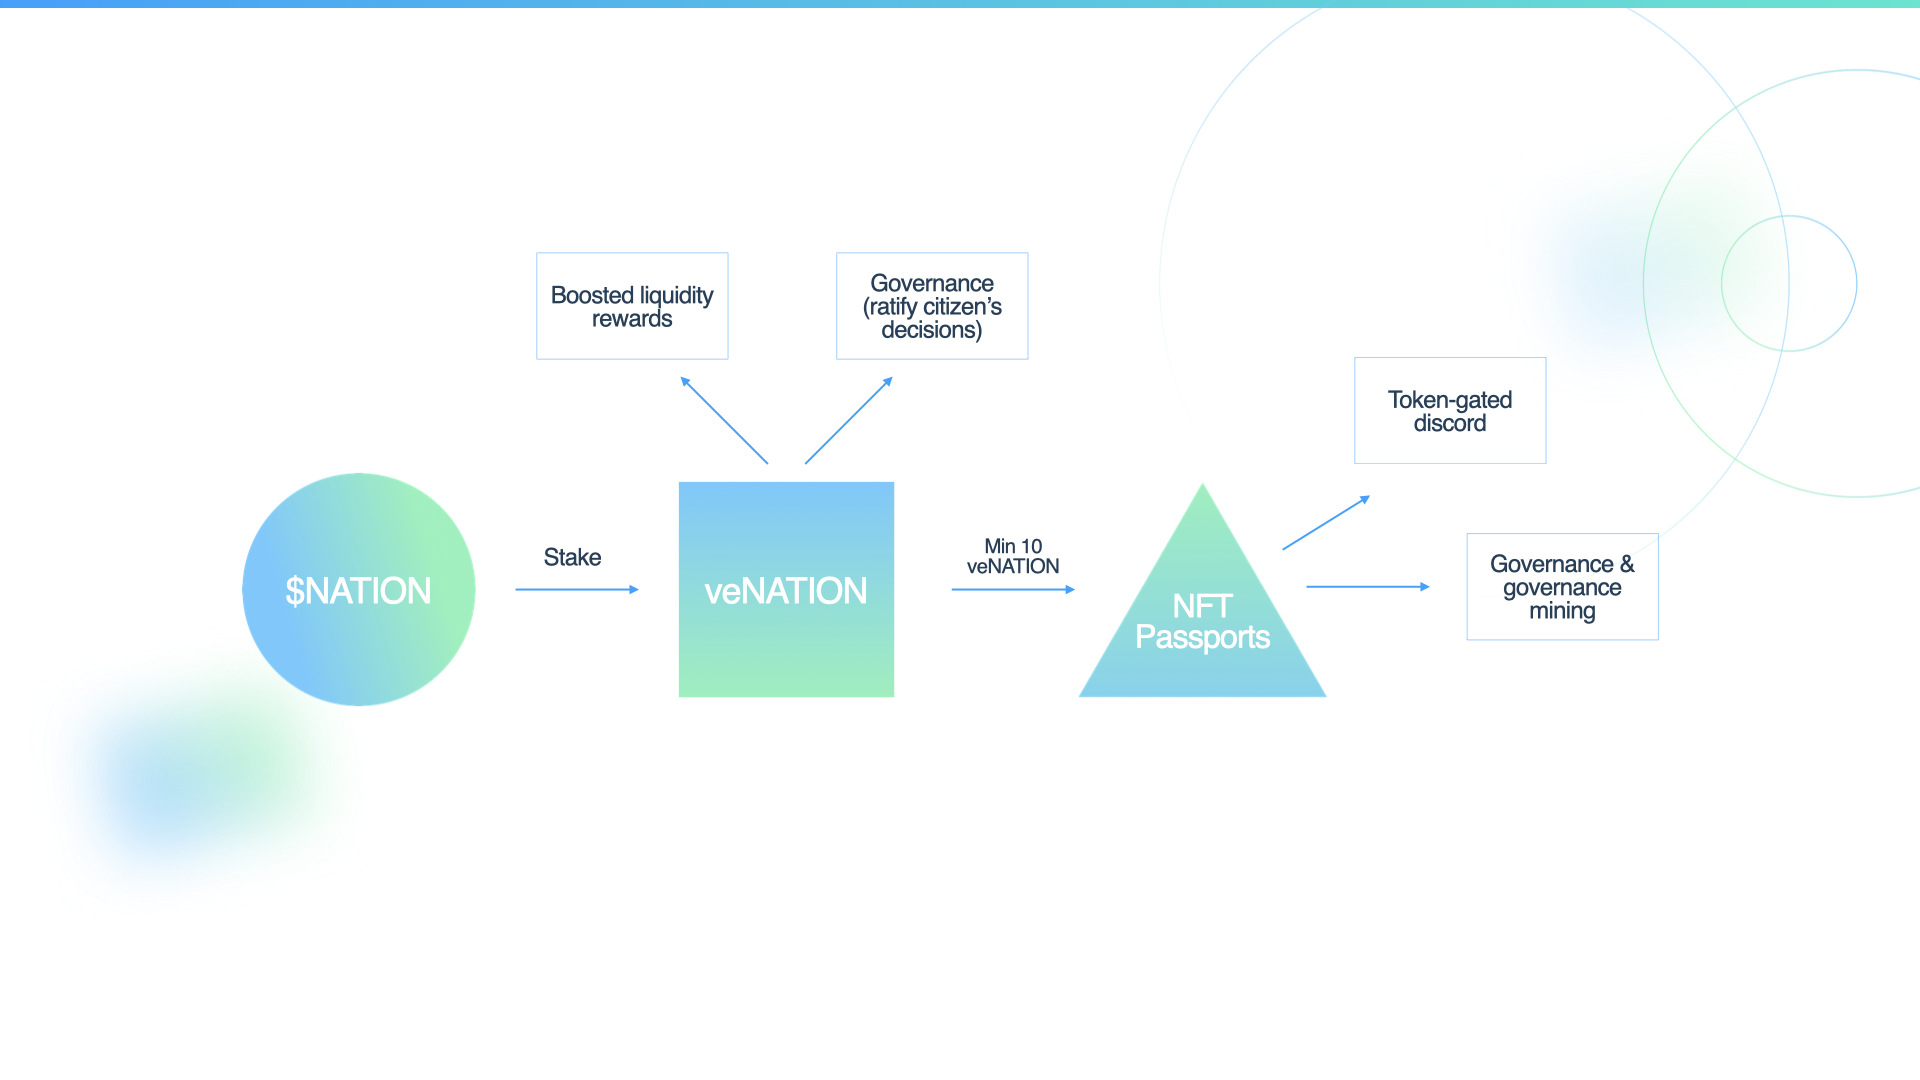 Boosted liquidity
rewards
Governance
(ratify citizen’s
decisions)
Token-gated
discord
$NATION
Stake
veNATION
Min 10
veNATION
NFT
Passports
Governance &
governance
mining